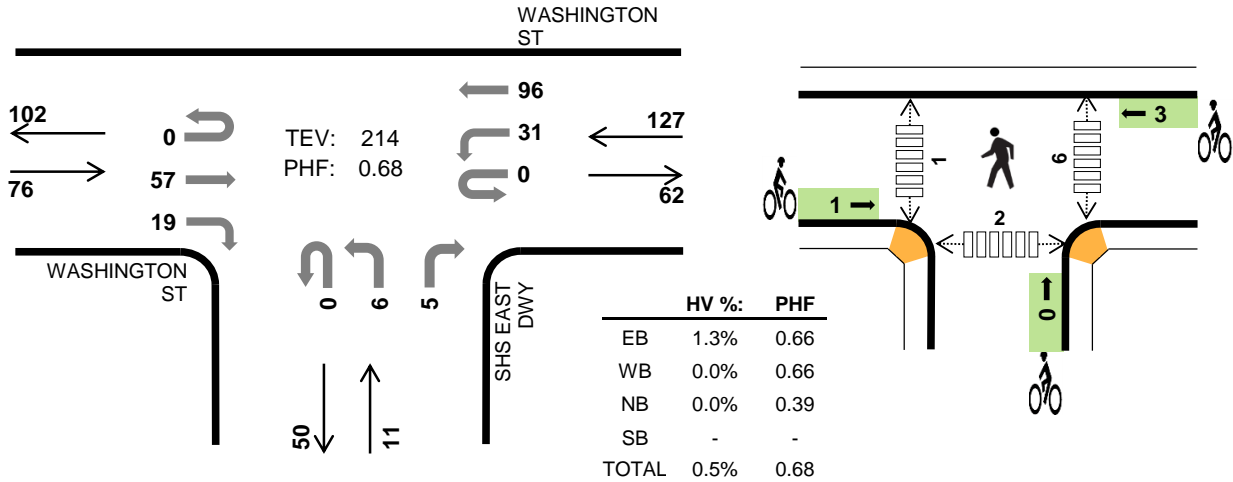 WASHINGTON
ST
102
0
96
TEV: 214
PHF: 0.68
31
127
57
0
76
62
19
WASHINGTON
ST
0
6
5
SHS EAST
DWY
50
11
HV %: PHF
EB 1.3% 0.66
WB 0.0% 0.66
NB 0.0% 0.39
SB - -
TOTAL 0.5% 0.68
3
1
6
1
2
0